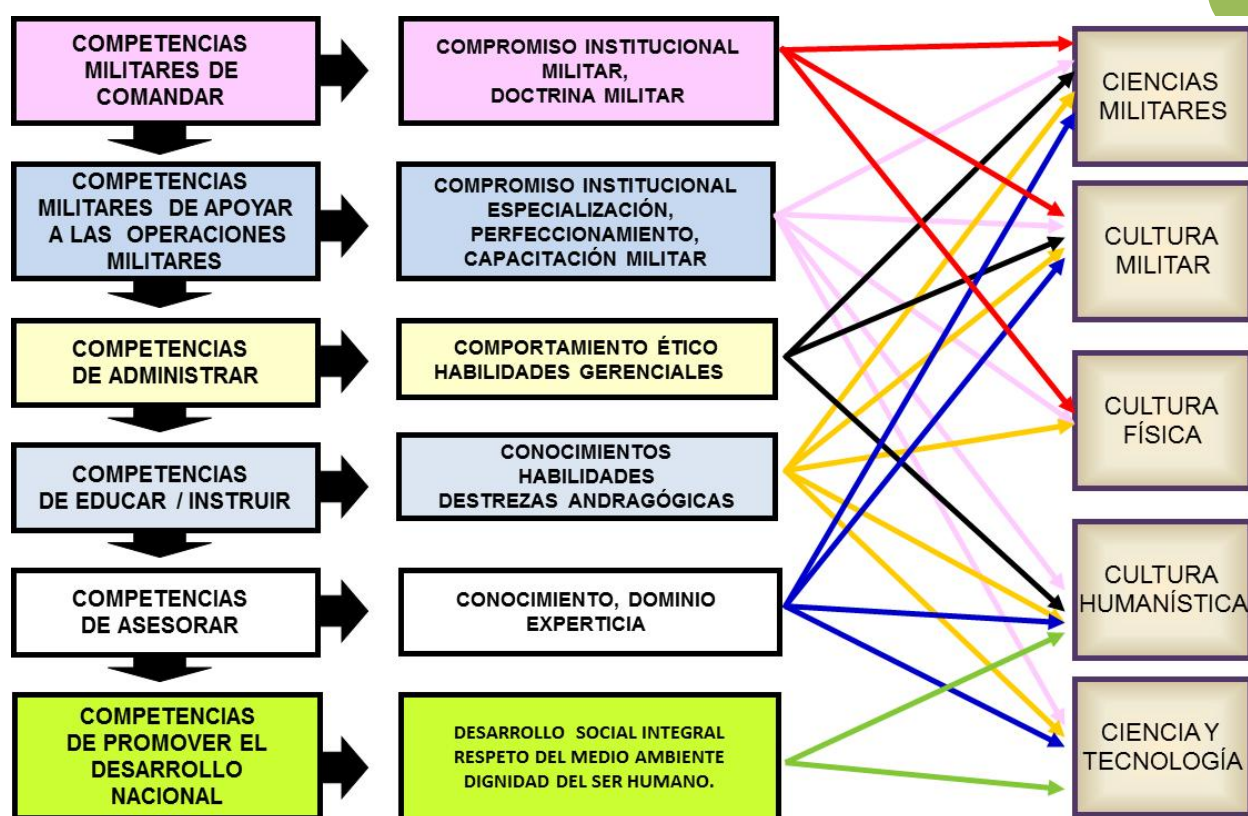 COMPETENCIAS
MILITARES DE
COMANDAR
COMPROMISO INSTITUCIONAL
MILITAR,
DOCTRINA MILITAR
CIENCIAS
MILITARES
COMPETENCIAS
MILITARES DE APOYAR
A LAS OPERACIONES
MILITARES
COMPROMISO INSTITUCIONAL
ESPECIALIZACIÓN,
PERFECCIONAMIENTO,
CAPACITACIÓN MILITAR
CULTURA
MILITAR
COMPETENCIAS
DE ADMINISTRAR
COMPORTAMIENTO ÉTICO
HABILIDADES GERENCIALES
CULTURA
FÍSICA
COMPETENCIAS
DE EDUCAR / INSTRUIR
CONOCIMIENTOS
HABILIDADES
DESTREZAS ANDRAGÓGICAS
COMPETENCIAS
DE ASESORAR
CONOCIMIENTO, DOMINIO
EXPERTICIA
CULTURA
HUMANÍSTICA
COMPETENCIAS
DE PROMOVER EL
DESARROLLO
NACIONAL
DESARROLLO SOCIAL INTEGRAL
RESPETO DEL MEDIO AMBIENTE
DIGNIDAD DEL SER HUMANO.
CIENCIA Y
TECNOLOGÍA